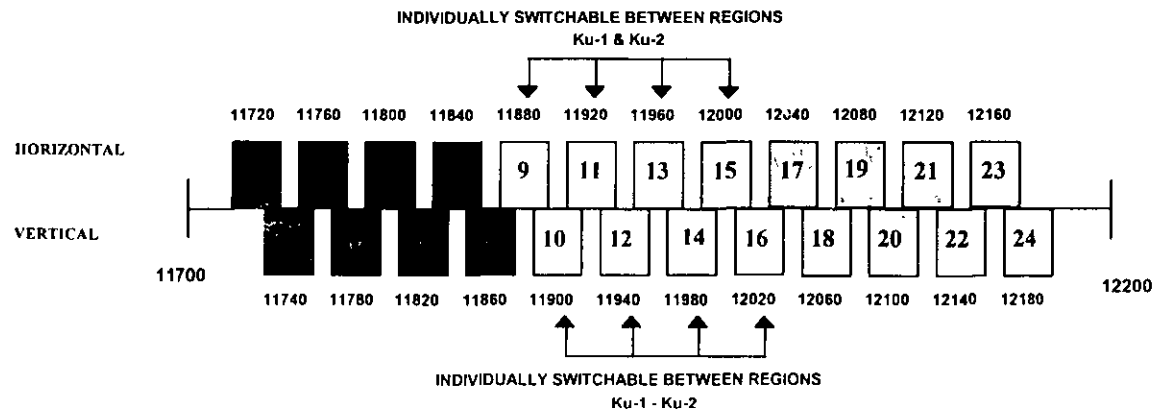 INDIVIDUALLY SWITCHABLE BETWEEN REGIONS
Ku-1 & Ku-2
11720 11760 11800 11840 11880 11920 11960 12000 12040 12080 12120 12160
HORIZONTAL
9 11 13 15 17 19 21 23
VERTICAL
10 12 14 16 18 20 22 24
11700
12200
11740 11780 11820 11860 11900 11940 11980 12020 12060 12100 12140 12180
INDIVIDUALLY SWITCHABLE BETWEEN REGIONS
Ku-1 - Ku-2